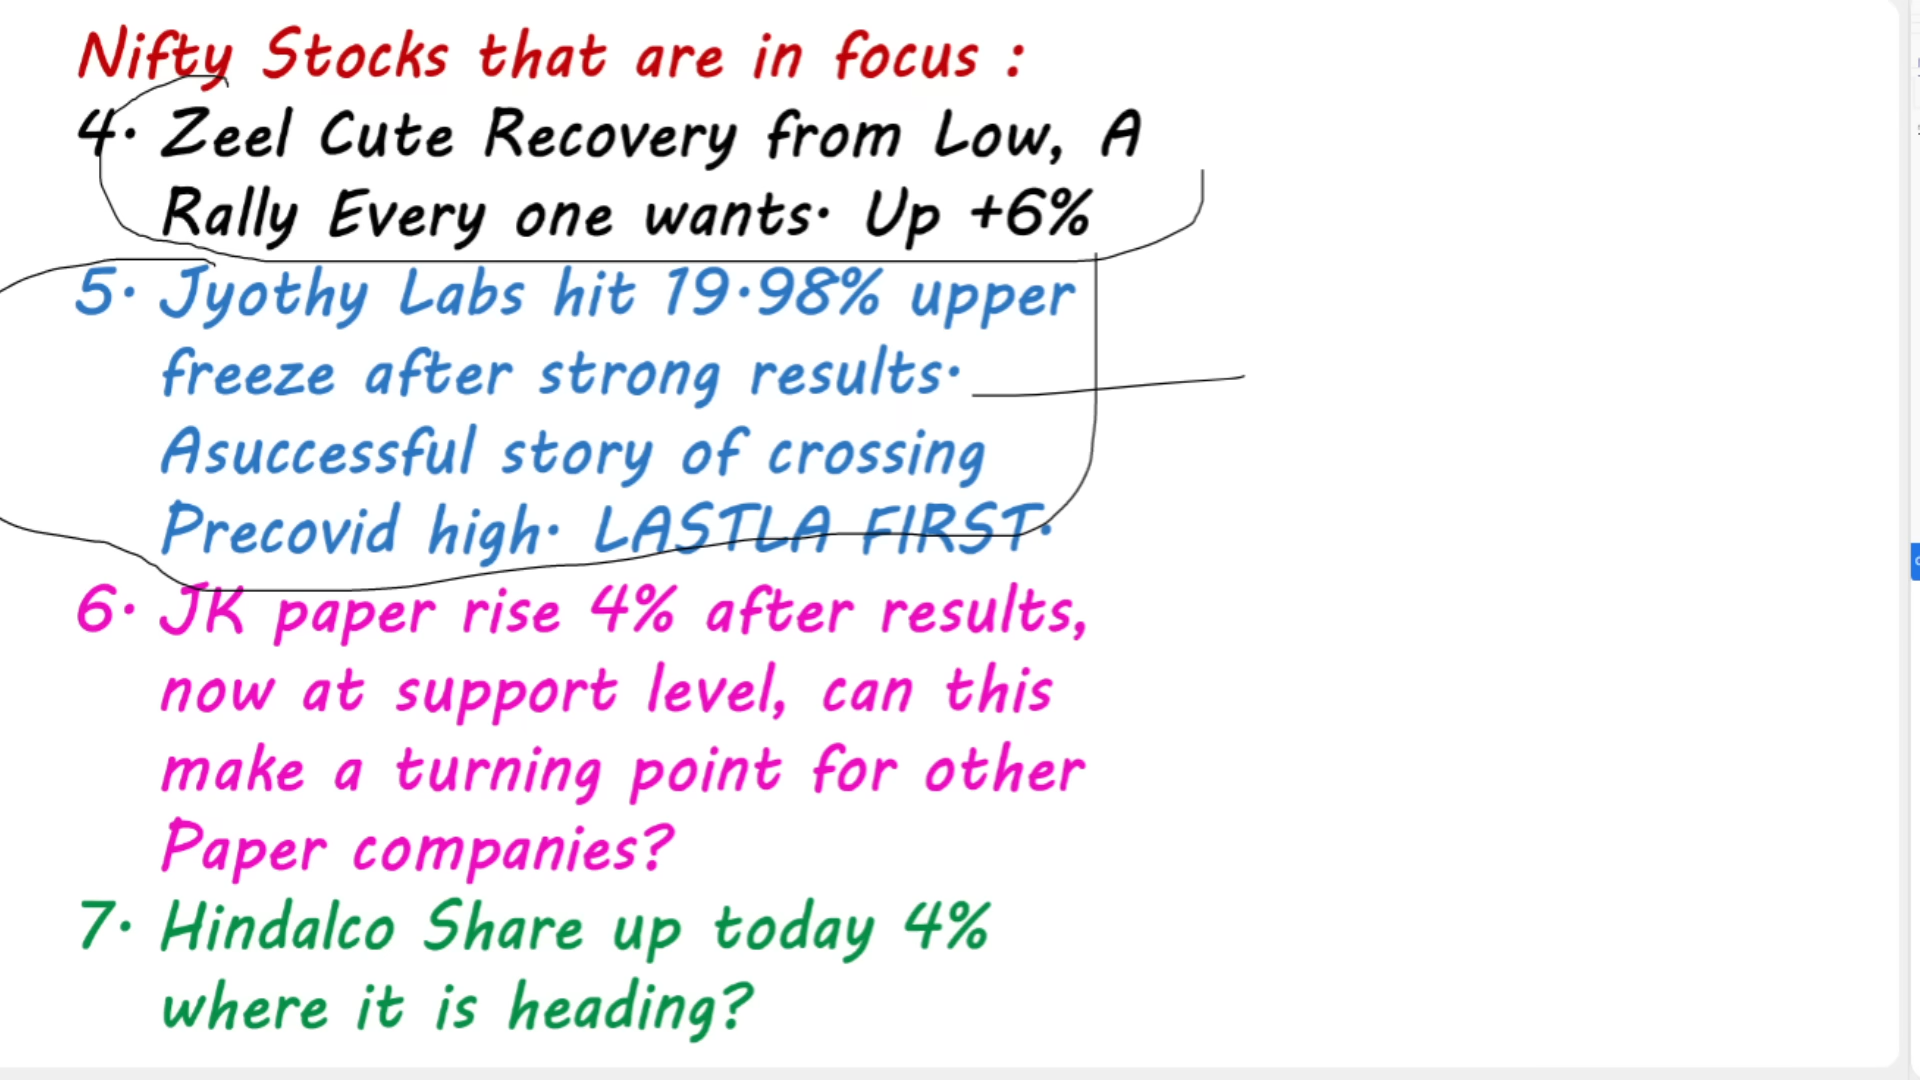 Nifty Stocks that are in focus :
4. Zeel Cute Recovery from Low, A
Rally Every one wants. Up +6%
5. Jyothy Labs hit 19.98% upper
freeze after strong results.
Asuccessful story of crossing
Precovid high. LASTLA FIRST.
6. JK paper rise 4% after results,
now at support level, can this
make a turning point for other
Paper companies?
7. Hindalco Share up today 4%
where it is heading?